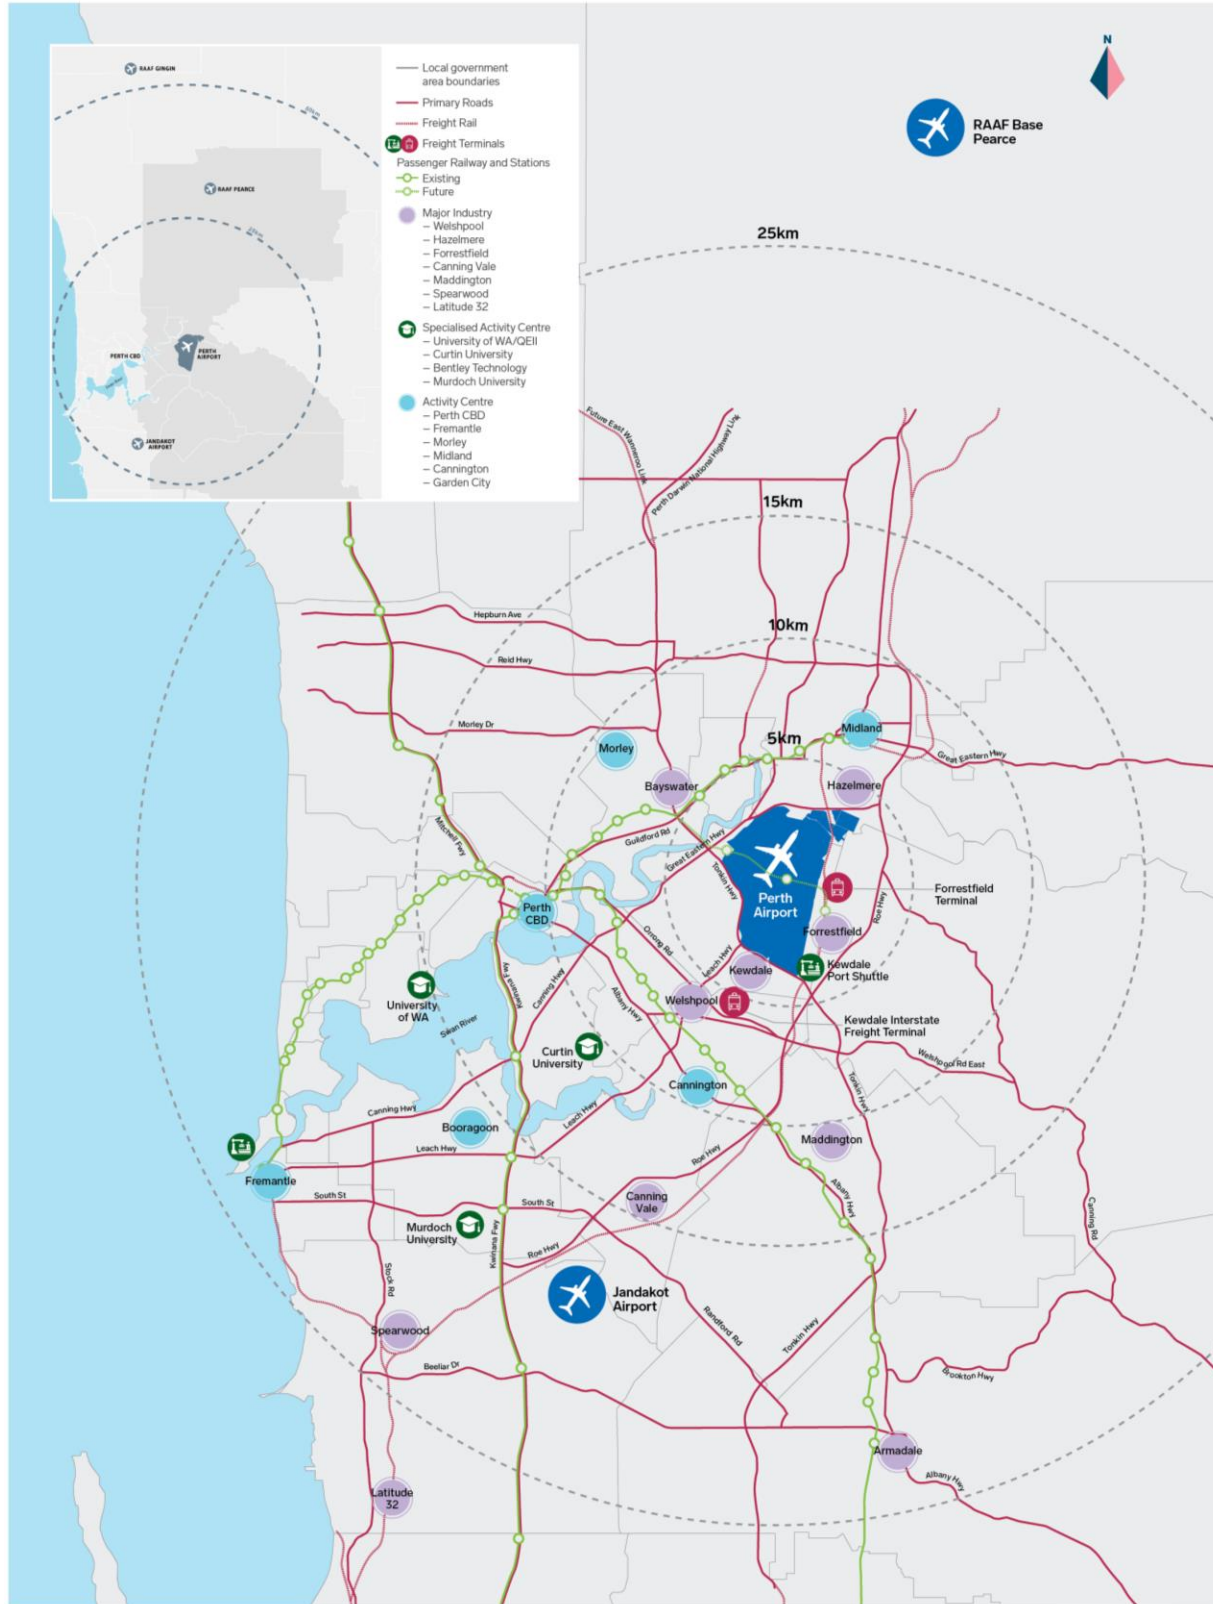 RAAF GINGIN
RAAF PEARCE
PERTH CBD
PERTH
AIRPORT
JANDAKOT
AIRPORT
Local government
area boundaries
Primary Roads
Freight Rail
Freight Terminals
Passenger Railway and Stations
Existing
Future
Major Industry
– Welshpool
– Hazelmere
– Forrestfield
– Canning Vale
– Maddington
– Spearwood
– Latitude 32
Specialised Activity Centre
– University of WA/QEII
– Curtin University
– Bentley Technology
– Murdoch University
Activity Centre
– Perth CBD
– Fremantle
– Morley
– Midland
– Cannington
– Garden City
N
RAAF Base
Pearce
25km
Future East Wanneroo Link
Perth Darwin National Highway Link
15km
Hepburn Ave
10km
Reid Hwy
Morley Dr
Morley
5km
Midland
Great Eastern Hwy
Bayswater
Hazelmere
Mitchell Fwy
Guildford Rd
Great Eastern Hwy
Tonkin Hwy
Perth
Airport
Forrestfield
Terminal
Roe Hwy
Perth
CBD
Orrong Rd
Forrestfield
Leach Hwy
Kewdale
Kewdale
Port Shuttle
University
of WA
Kwinana Fwy
Canning Hwy
Albany Hwy
Welshpool
Swan River
Kewdale Interstate
Freight Terminal
Curtin
University
Welshpool Rd East
Cannington
Tonkin Hwy
Canning Hwy
Booragoon
Leach Hwy
Maddington
Leach Hwy
Roe Hwy
Fremantle
South St
South St
Canning
Vale
Albany Hwy
Canning Rd
Murdoch
University
Kwinana Fwy
Roe Hwy
Stock Rd
Jandakot
Airport
Randford Rd
Tonkin Hwy
Spearwood
Beeliar Dr
Brookton Hwy
Armadale
Albany Hwy
Latitude
32